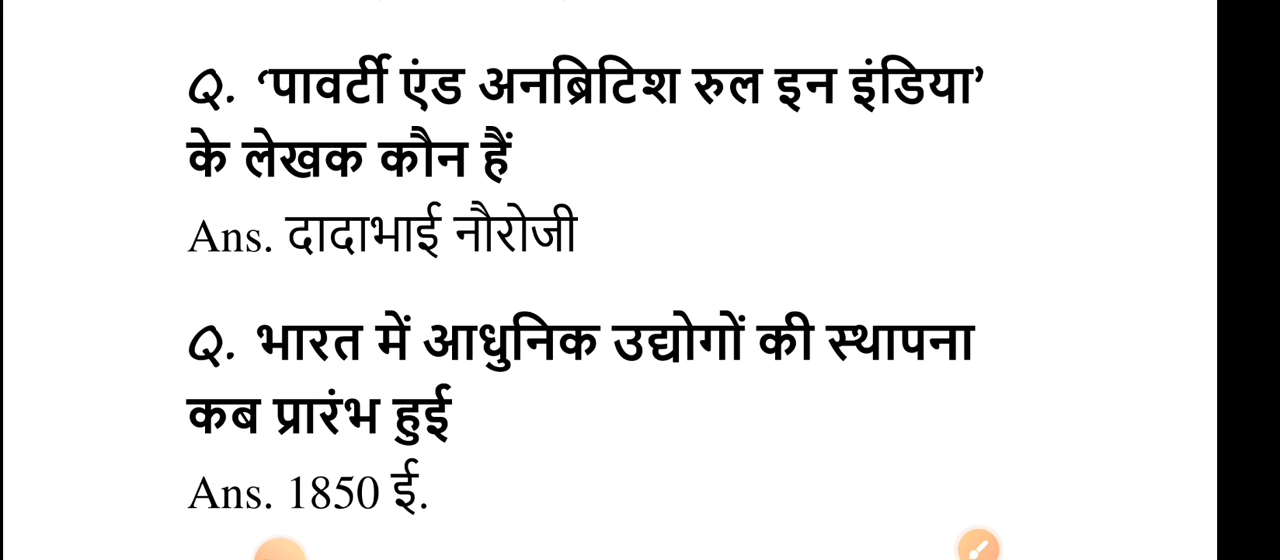 Q. ‘पावर्टी एंड अनब्रिटिश रुल इन इंडिया’
के लेखक कौन हैं
Ans. दादाभाई नौरोजी
Q. भारत में आधुनिक उद्योगों की स्थापना
कब प्रारंभ हुई
Ans. 1850 ई.